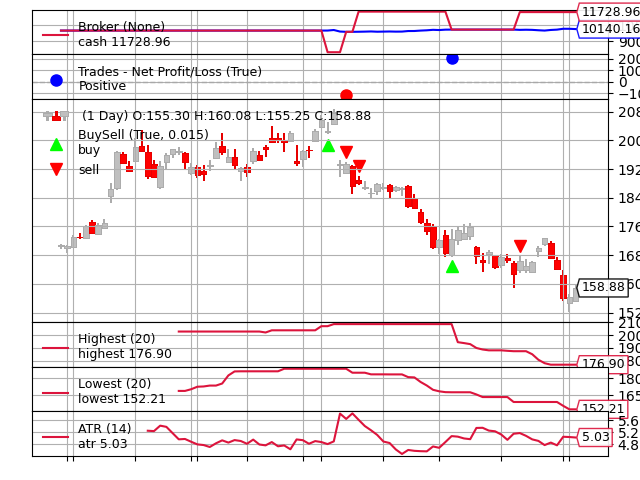 Broker (None)
cash 11728.96
11728.96
10140.16
Trades - Net Profit/Loss (True)
Positive
200
100
0
(1 Day) O:155.30 H:160.08 L:155.25 C:158.88
BuySell (True, 0.015)
buy
sell
208
200
192
184
176
168
158.88
152
Highest (20)
highest 176.90
210
200
190
176.90
Lowest (20)
lowest 152.21
180
165
152.21
ATR (14)
atr 5.03
5.6
5.2
5.03
4.8